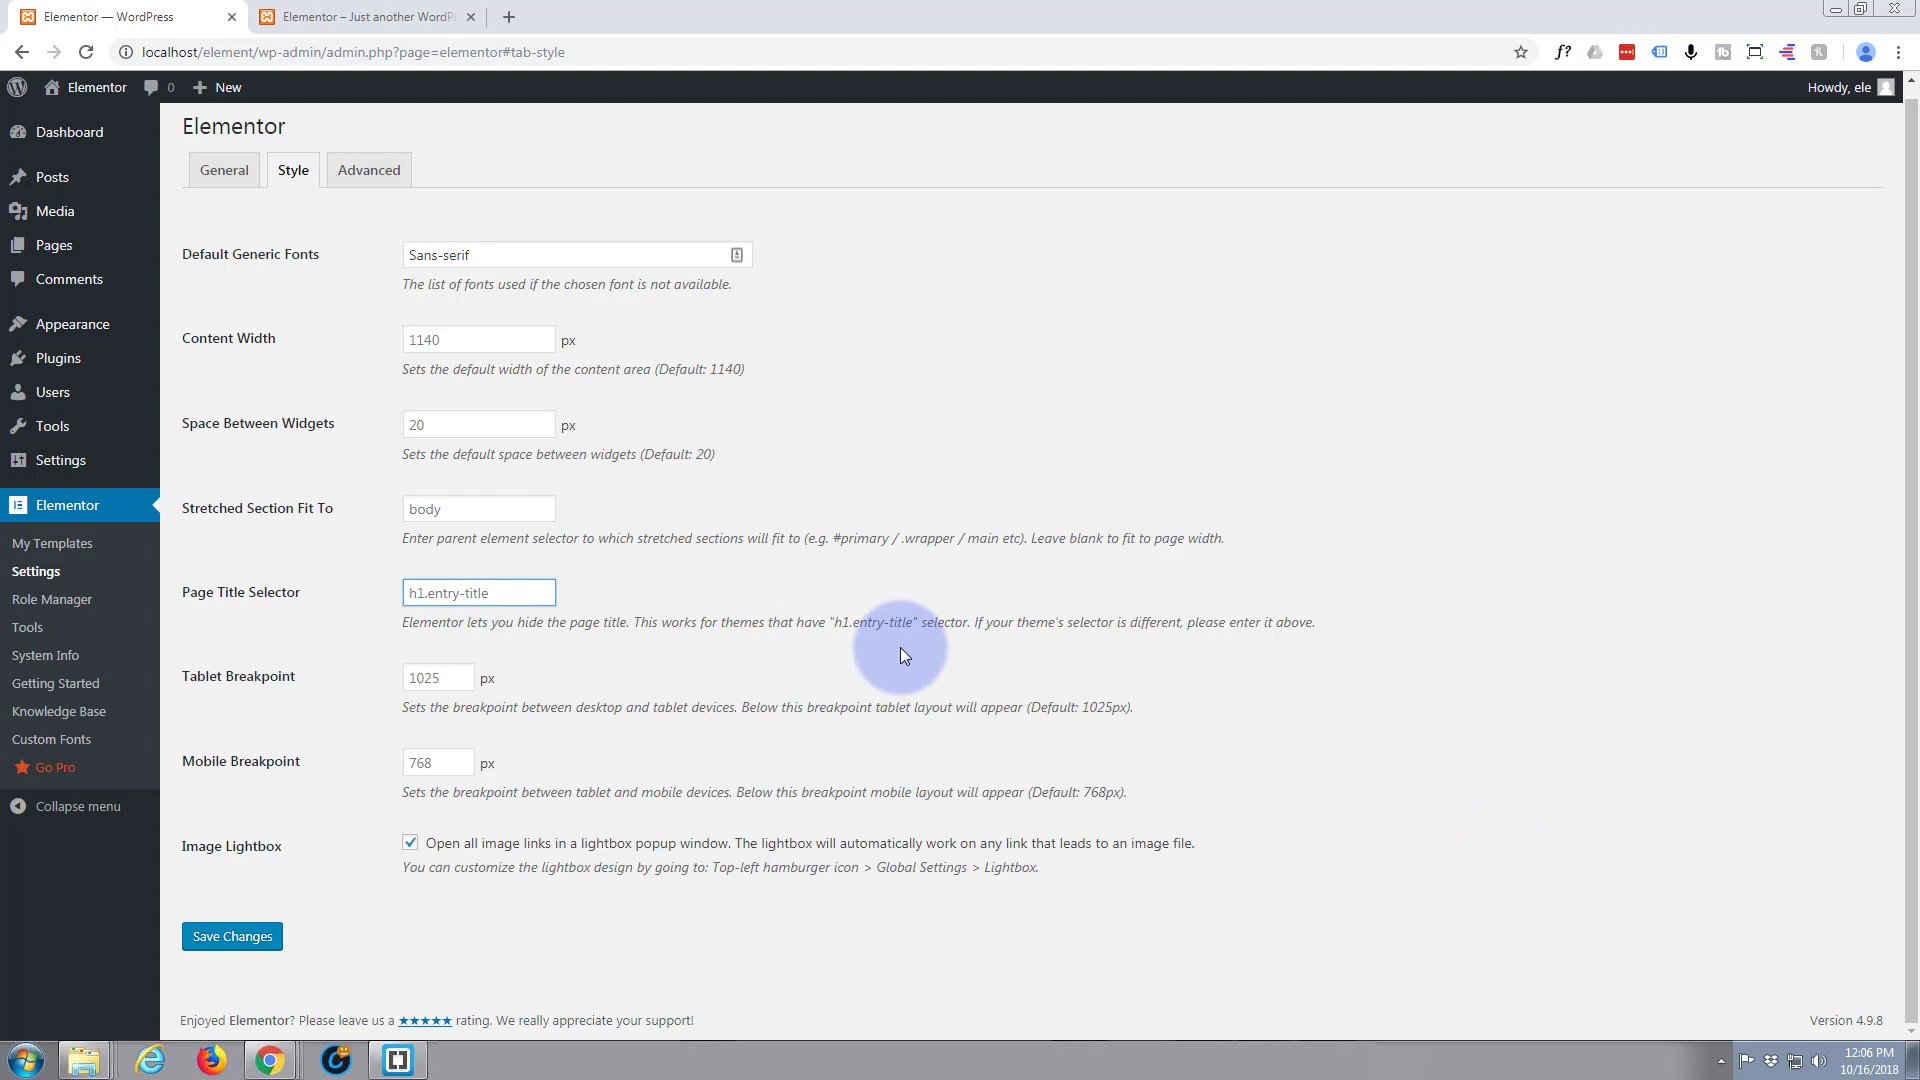 Elementor — WordPress
Elementor – Just another WordP
localhost/element/wp-admin/admin.php?page=elementor#tab-style
f?
Elementor
0
New
Howdy, ele
Dashboard
Posts
Media
Pages
Comments
Appearance
Plugins
Users
Tools
Settings
Elementor
My Templates
Settings
Role Manager
Tools
System Info
Getting Started
Knowledge Base
Custom Fonts
Go Pro
Collapse menu
Elementor
General
Style
Advanced
Default Generic Fonts
Sans-serif
The list of fonts used if the chosen font is not available.
Content Width
1140
px
Sets the default width of the content area (Default: 1140)
Space Between Widgets
20
px
Sets the default space between widgets (Default: 20)
Stretched Section Fit To
body
Enter parent element selector to which stretched sections will fit to (e.g. #primary / .wrapper / main etc). Leave blank to fit to page width.
Page Title Selector
h1.entry-title
Elementor lets you hide the page title. This works for themes that have "h1.entry-title" selector. If your theme's selector is different, please enter it above.
Tablet Breakpoint
1025
px
Sets the breakpoint between desktop and tablet devices. Below this breakpoint tablet layout will appear (Default: 1025px).
Mobile Breakpoint
768
px
Sets the breakpoint between tablet and mobile devices. Below this breakpoint mobile layout will appear (Default: 768px).
Image Lightbox
Open all image links in a lightbox popup window. The lightbox will automatically work on any link that leads to an image file.
You can customize the lightbox design by going to: Top-left hamburger icon > Global Settings > Lightbox.
Save Changes
Enjoyed Elementor? Please leave us a ★★★★★ rating. We really appreciate your support!
Version 4.9.8
12:06 PM
10/16/2018